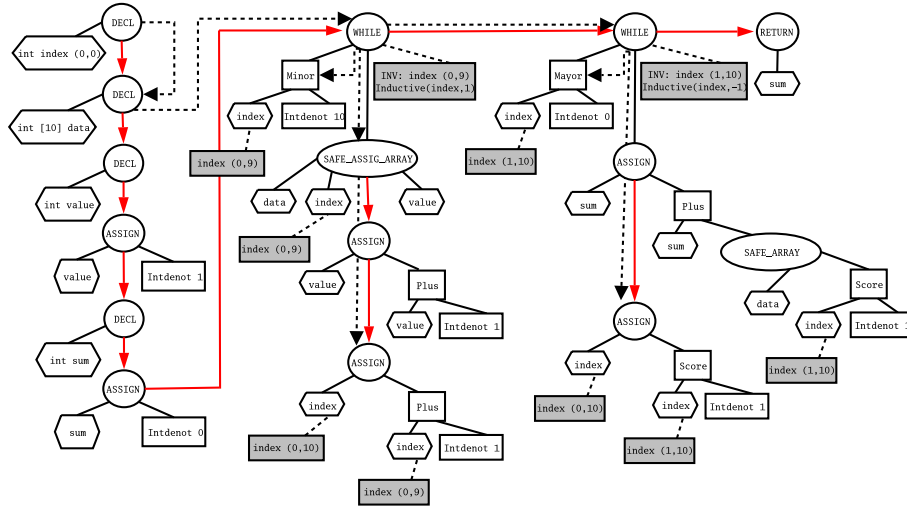 DECL
int index (0,0)
DECL
int [10] data
DECL
int value
ASSIGN
value
Intdenot 1
DECL
int sum
ASSIGN
sum
Intdenot 0
WHILE
Minor
INV: index (0,9)
Inductive(index,1)
index
Intdenot 10
index (0,9)
SAFE_ASSIG_ARRAY
data
index
value
index (0,9)
ASSIGN
value
Plus
value
Intdenot 1
ASSIGN
index
Plus
index (0,10)
index
Intdenot 1
index (0,9)
WHILE
Mayor
INV: index (1,10)
Inductive(index,−1)
index
Intdenot 0
index (1,10)
ASSIGN
sum
Plus
sum
SAFE_ARRAY
data
Score
index
Intdenot 1
index (1,10)
ASSIGN
index
Score
index (0,10)
index
Intdenot 1
index (1,10)
RETURN
sum